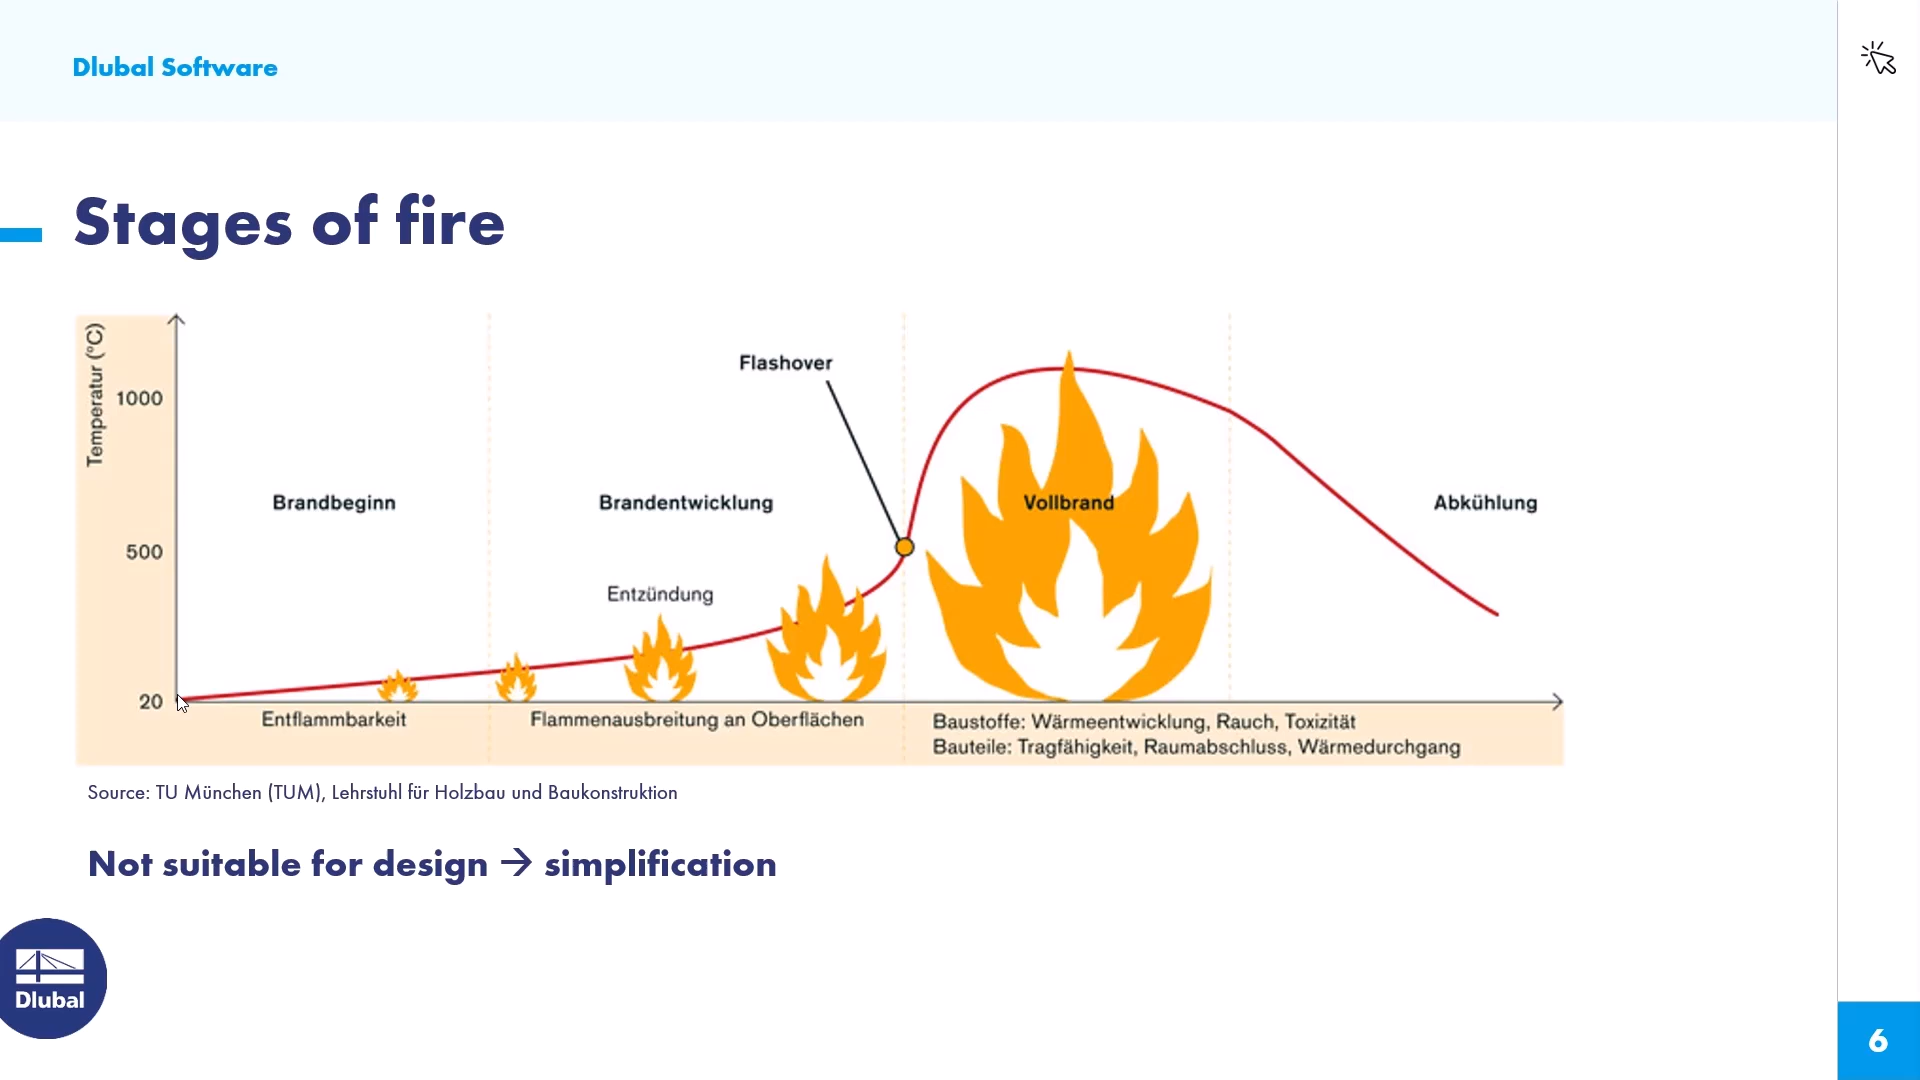 Dlubal Software
Stages of fire
Temperatur (°C)
1000
500
20
Flashover
Brandbeginn
Brandentwicklung
Vollbrand
Abkühlung
Entzündung
Entflammbarkeit
Flammenausbreitung an Oberflächen
Baustoffe: Wärmeentwicklung, Rauch, Toxizität
Bauteile: Tragfähigkeit, Raumabschluss, Wärmedurchgang
Source: TU München (TUM), Lehrstuhl für Holzbau und Baukonstruktion
Not suitable for design → simplification
Dlubal
6